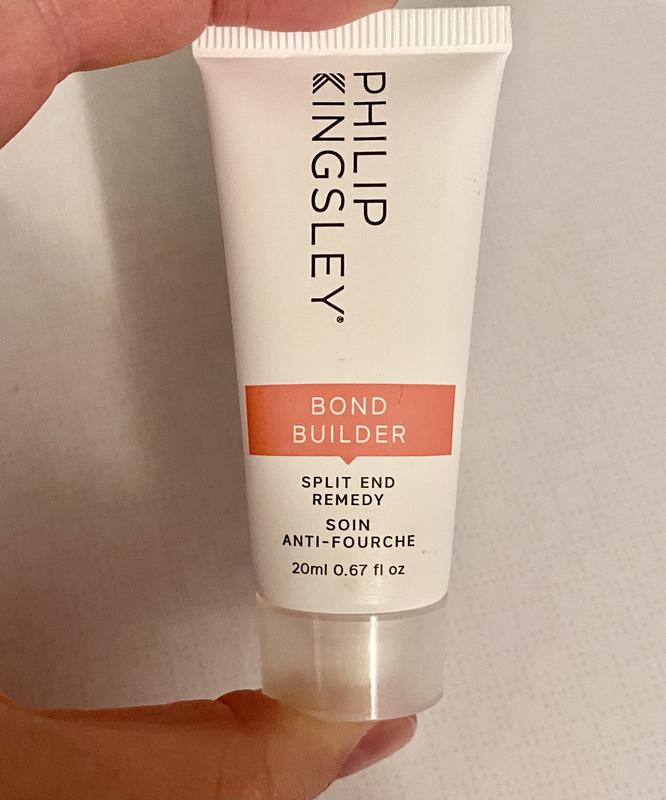 PHILIP
KINGSLEY®
BOND
BUILDER
SPLIT END
REMEDY
SOIN
ANTI-FOURCHE
20ml 0.67 fl oz